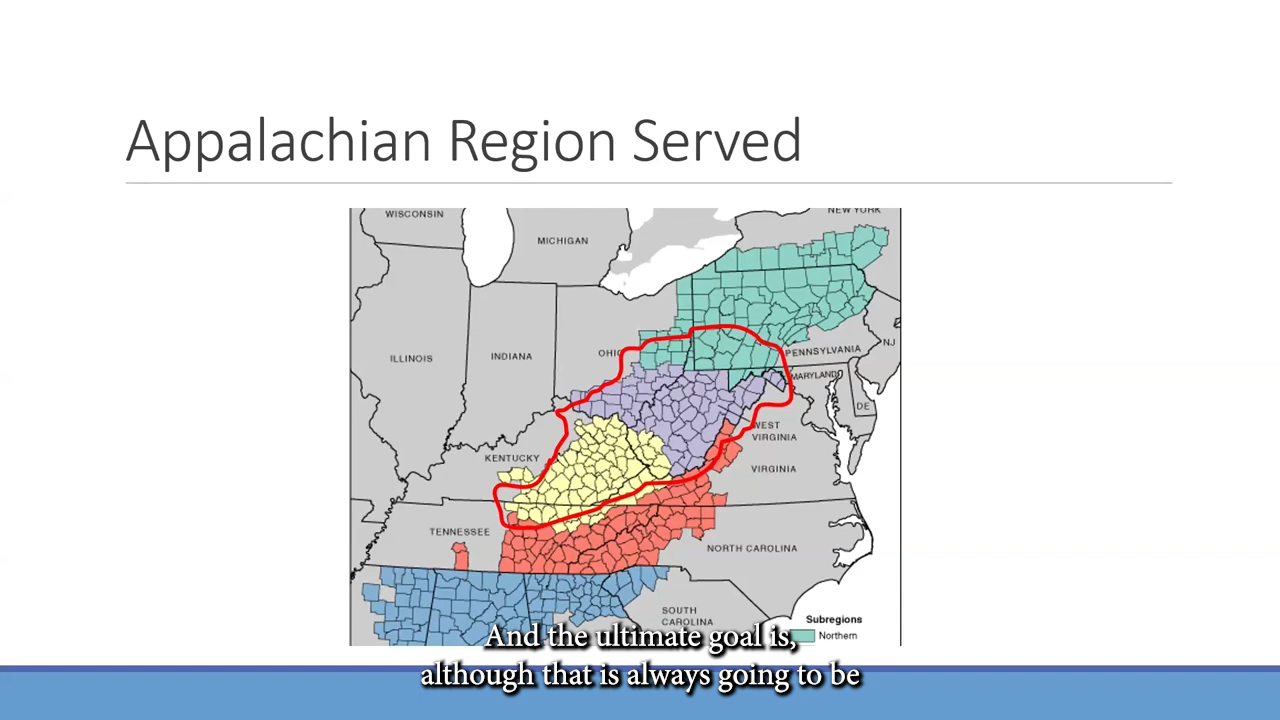 Appalachian Region Served
WISCONSIN
NEW YORK
MICHIGAN
ILLINOIS
INDIANA
OHIO
PENNSYLVANIA
NJ
MARYLAND
DE
WEST
VIRGINIA
KENTUCKY
VIRGINIA
TENNESSEE
NORTH CAROLINA
SOUTH
CAROLINA
Subregions
Northern
And the ultimate goal is,
although that is always going to be